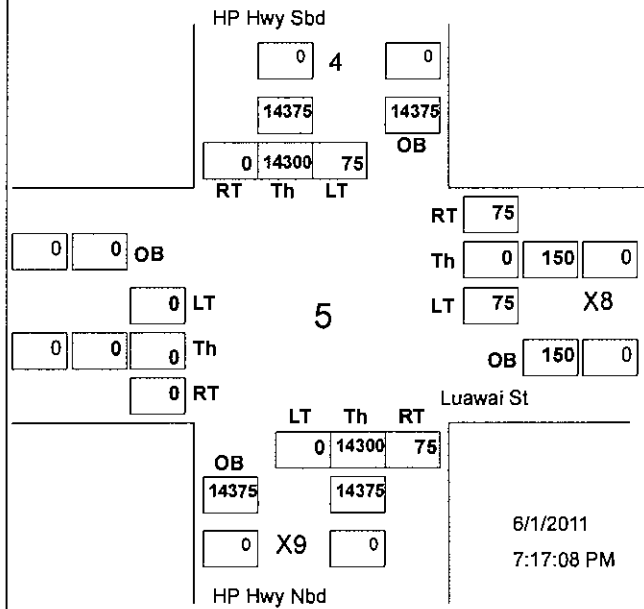 HP Hwy Sbd
0 4 0
14375 14375
OB
0 14300 75
RT Th LT
RT 75
0 0 OB
Th 0 150 0
0 LT
5
LT 75 X8
0 0 0 Th
OB 150 0
0 RT
Luawai St
LT Th RT
0 14300 75
OB
14375 14375
6/1/2011
0 X9 0
7:17:08 PM
HP Hwy Nbd